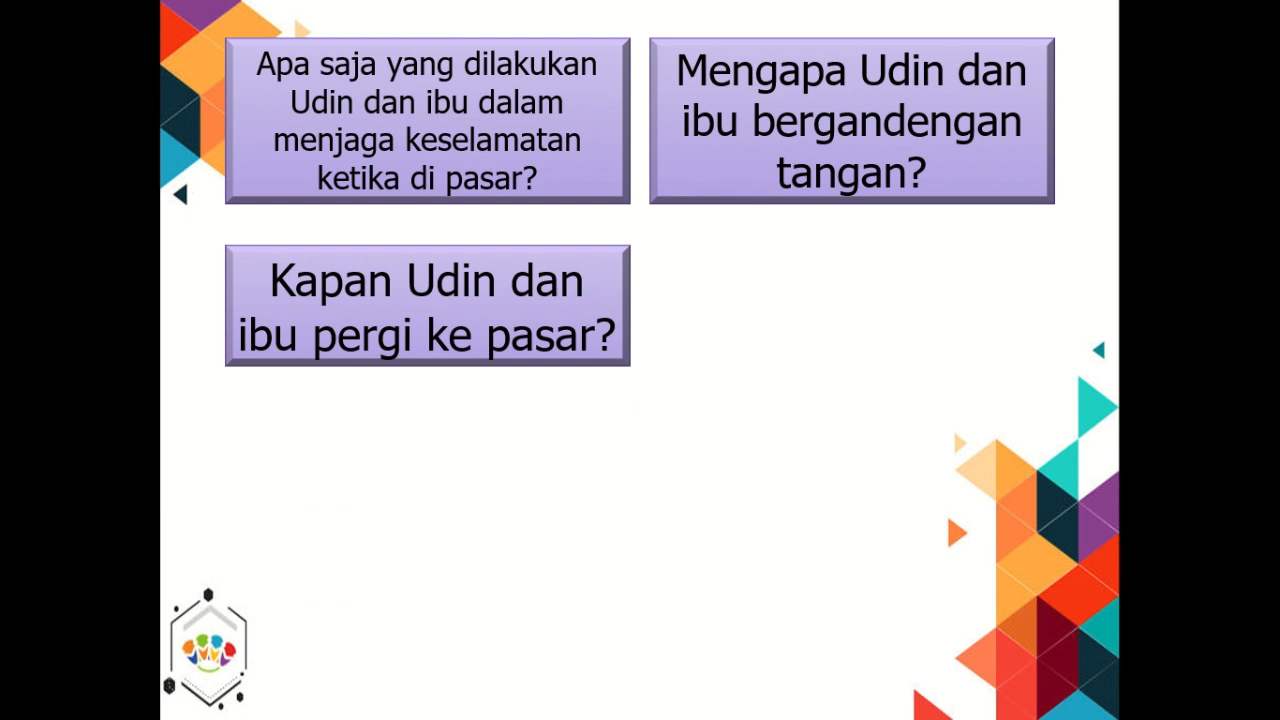 Apa saja yang dilakukan
Udin dan ibu dalam
menjaga keselamatan
ketika di pasar?
Mengapa Udin dan
ibu bergandengan
tangan?
Kapan Udin dan
ibu pergi ke pasar?